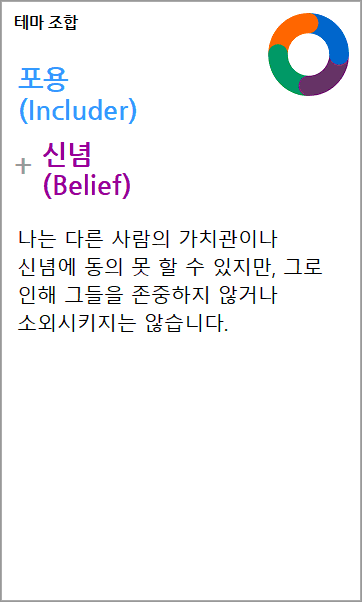 테마 조합
포용
(Includer)
+ 신념
(Belief)
나는 다른 사람의 가치관이나
신념에 동의 못 할 수 있지만, 그로
인해 그들을 존중하지 않거나
소외시키지는 않습니다.